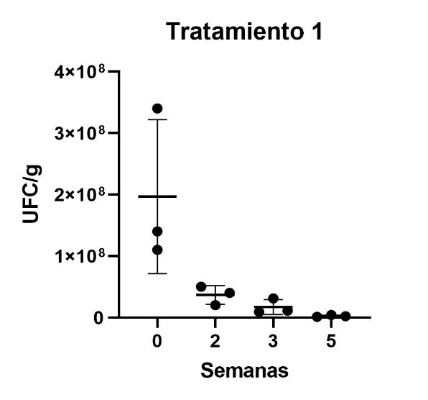 Tratamiento 1
4×10⁸
3×10⁸
UFC/g
2×10⁸
1×10⁸
0
0 2 3 5
Semanas